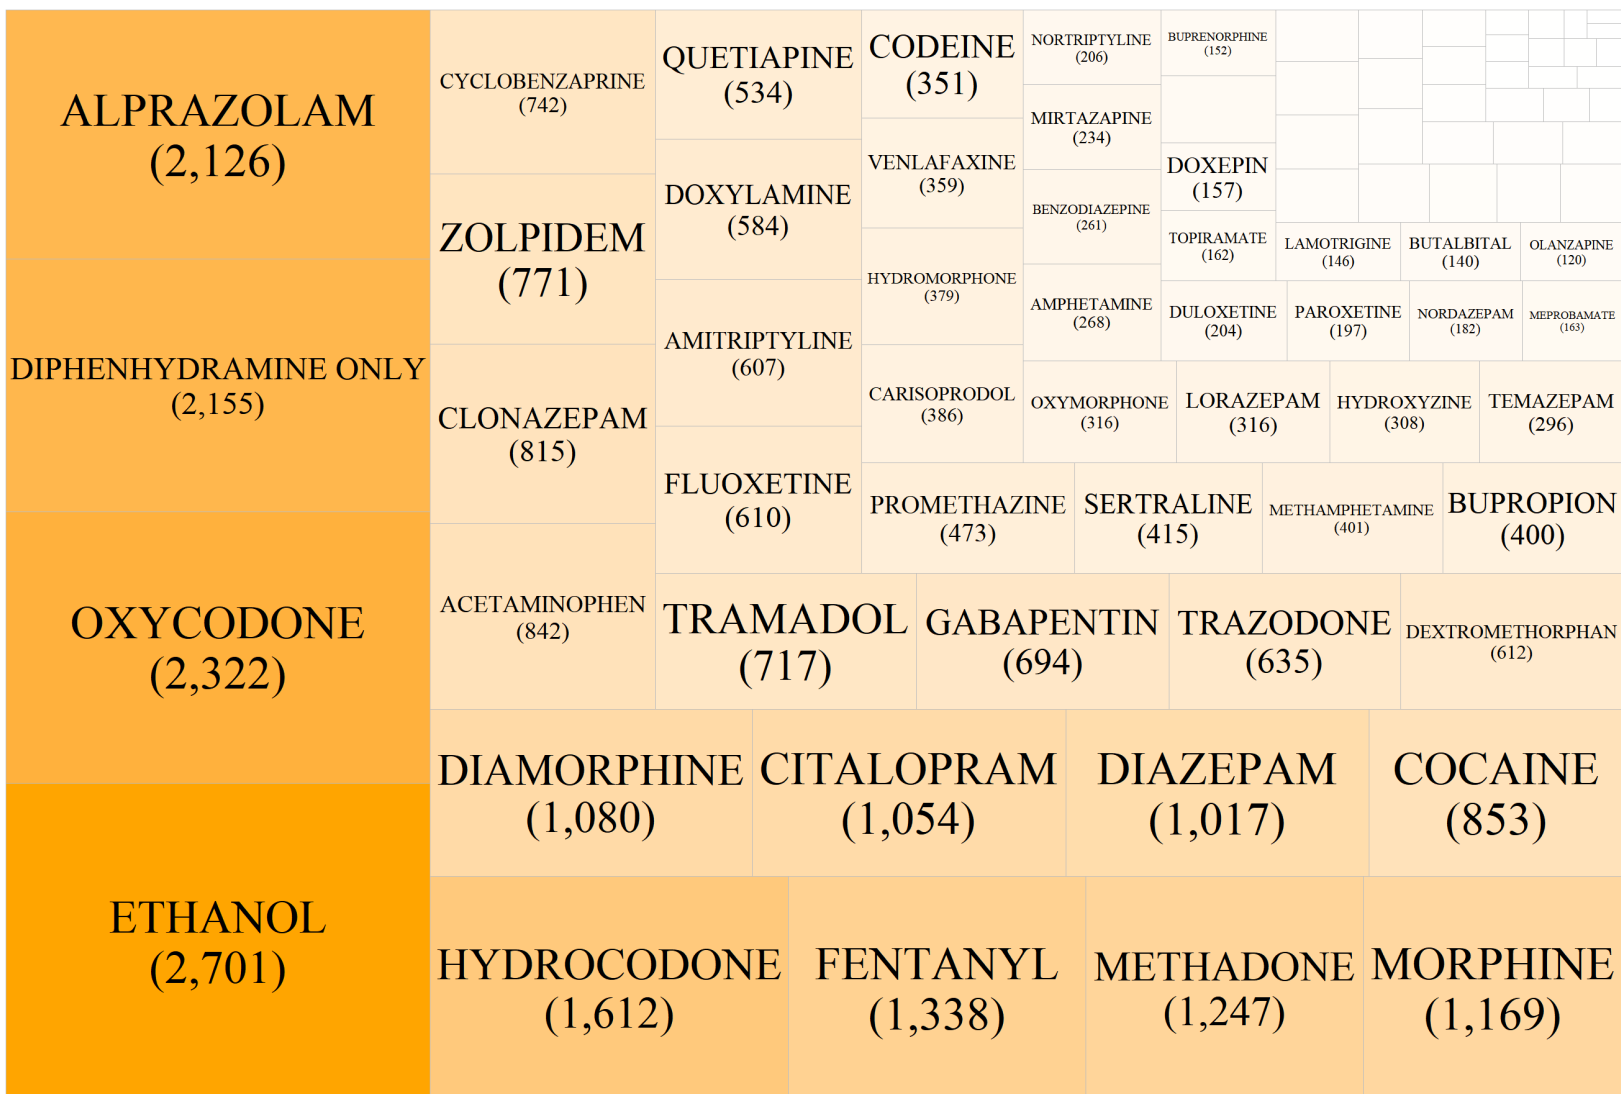 ALPRAZOLAM
(2,126)
DIPHENHYDRAMINE ONLY
(2,155)
OXYCODONE
(2,322)
ETHANOL
(2,701)
CYCLOBENZAPRINE
(742)
ZOLPIDEM
(771)
CLONAZEPAM
(815)
ACETAMINOPHEN
(842)
QUETIAPINE
(534)
DOXYLAMINE
(584)
AMITRIPTYLINE
(607)
FLUOXETINE
(610)
CODEINE
(351)
VENLAFAXINE
(359)
HYDROMORPHONE
(379)
CARISOPRODOL
(386)
NORTRIPTYLINE
(206)
MIRTAZAPINE
(234)
BENZODIAZEPINE
(261)
AMPHETAMINE
(268)
BUPRENORPHINE
(152)
DOXEPIN
(157)
TOPIRAMATE
(162)
LAMOTRIGINE
(146)
BUTALBITAL
(140)
OLANZAPINE
(120)
DULOXETINE
(204)
PAROXETINE
(197)
NORDAZEPAM
(182)
MEPROBAMATE
(163)
OXYMORPHONE
(316)
LORAZEPAM
(316)
HYDROXYZINE
(308)
TEMAZEPAM
(296)
PROMETHAZINE
(473)
SERTRALINE
(415)
METHAMPHETAMINE
(401)
BUPROPION
(400)
TRAMADOL
(717)
GABAPENTIN
(694)
TRAZODONE
(635)
DEXTROMETHORPHAN
(612)
DIAMORPHINE
(1,080)
CITALOPRAM
(1,054)
DIAZEPAM
(1,017)
COCAINE
(853)
HYDROCODONE
(1,612)
FENTANYL
(1,338)
METHADONE
(1,247)
MORPHINE
(1,169)